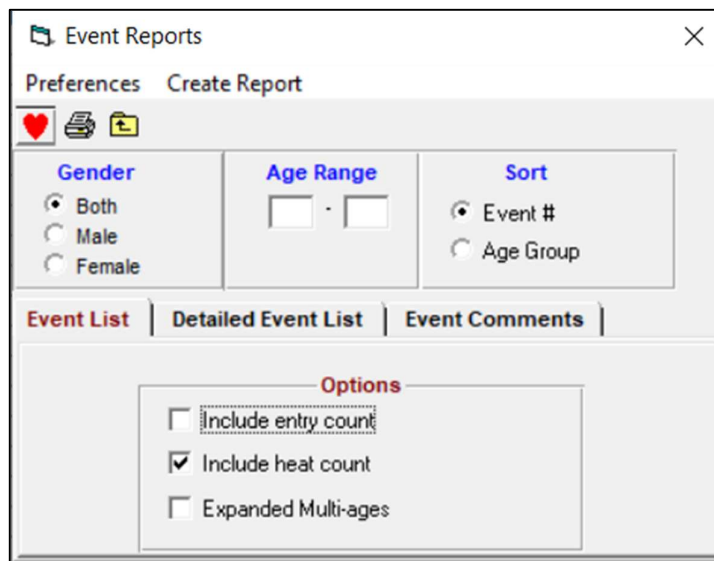 Event Reports
Preferences Create Report
Gender Age Range Sort
Both - Event #
Male Age Group
Female
Event List Detailed Event List Event Comments
Options
Include entry count
Include heat count
Expanded Multi-ages